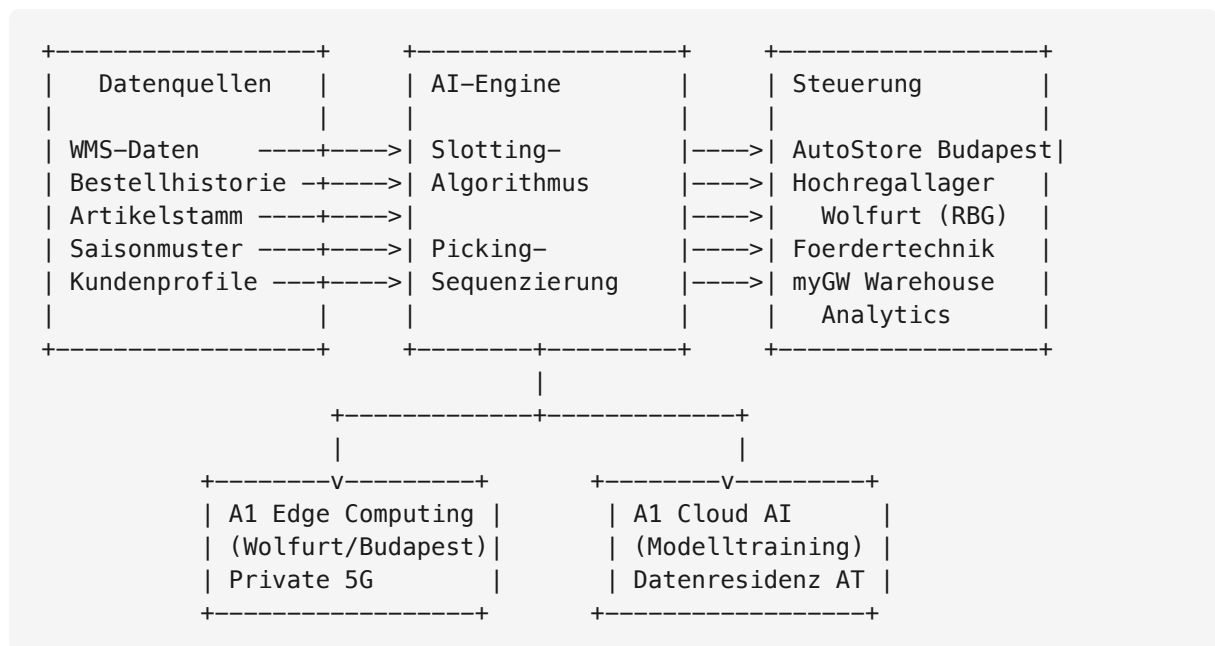 +------------------+     +------------------+     +------------------+
|   Datenquellen   |     | AI-Engine        |     | Steuerung        |
|                  |     |                  |     |                  |
| WMS-Daten    ----+---->| Slotting-        |---->| AutoStore Budapest|
| Bestellhistorie -+---->| Algorithmus      |---->| Hochregallager   |
| Artikelstamm ----+---->|                  |---->|   Wolfurt (RBG)  |
| Saisonmuster ----+---->| Picking-         |---->| Foerdertechnik   |
| Kundenprofile ---+---->| Sequenzierung    |---->| myGW Warehouse   |
|                  |     |                  |     |   Analytics      |
+------------------+     +--------+---------+     +------------------+
                                  |
                    +-------------+-------------+
                    |                           |
           +--------v---------+       +--------v---------+
           | A1 Edge Computing |       | A1 Cloud AI      |
           | (Wolfurt/Budapest)|       | (Modelltraining) |
           | Private 5G        |       | Datenresidenz AT |
           +------------------+       +------------------+